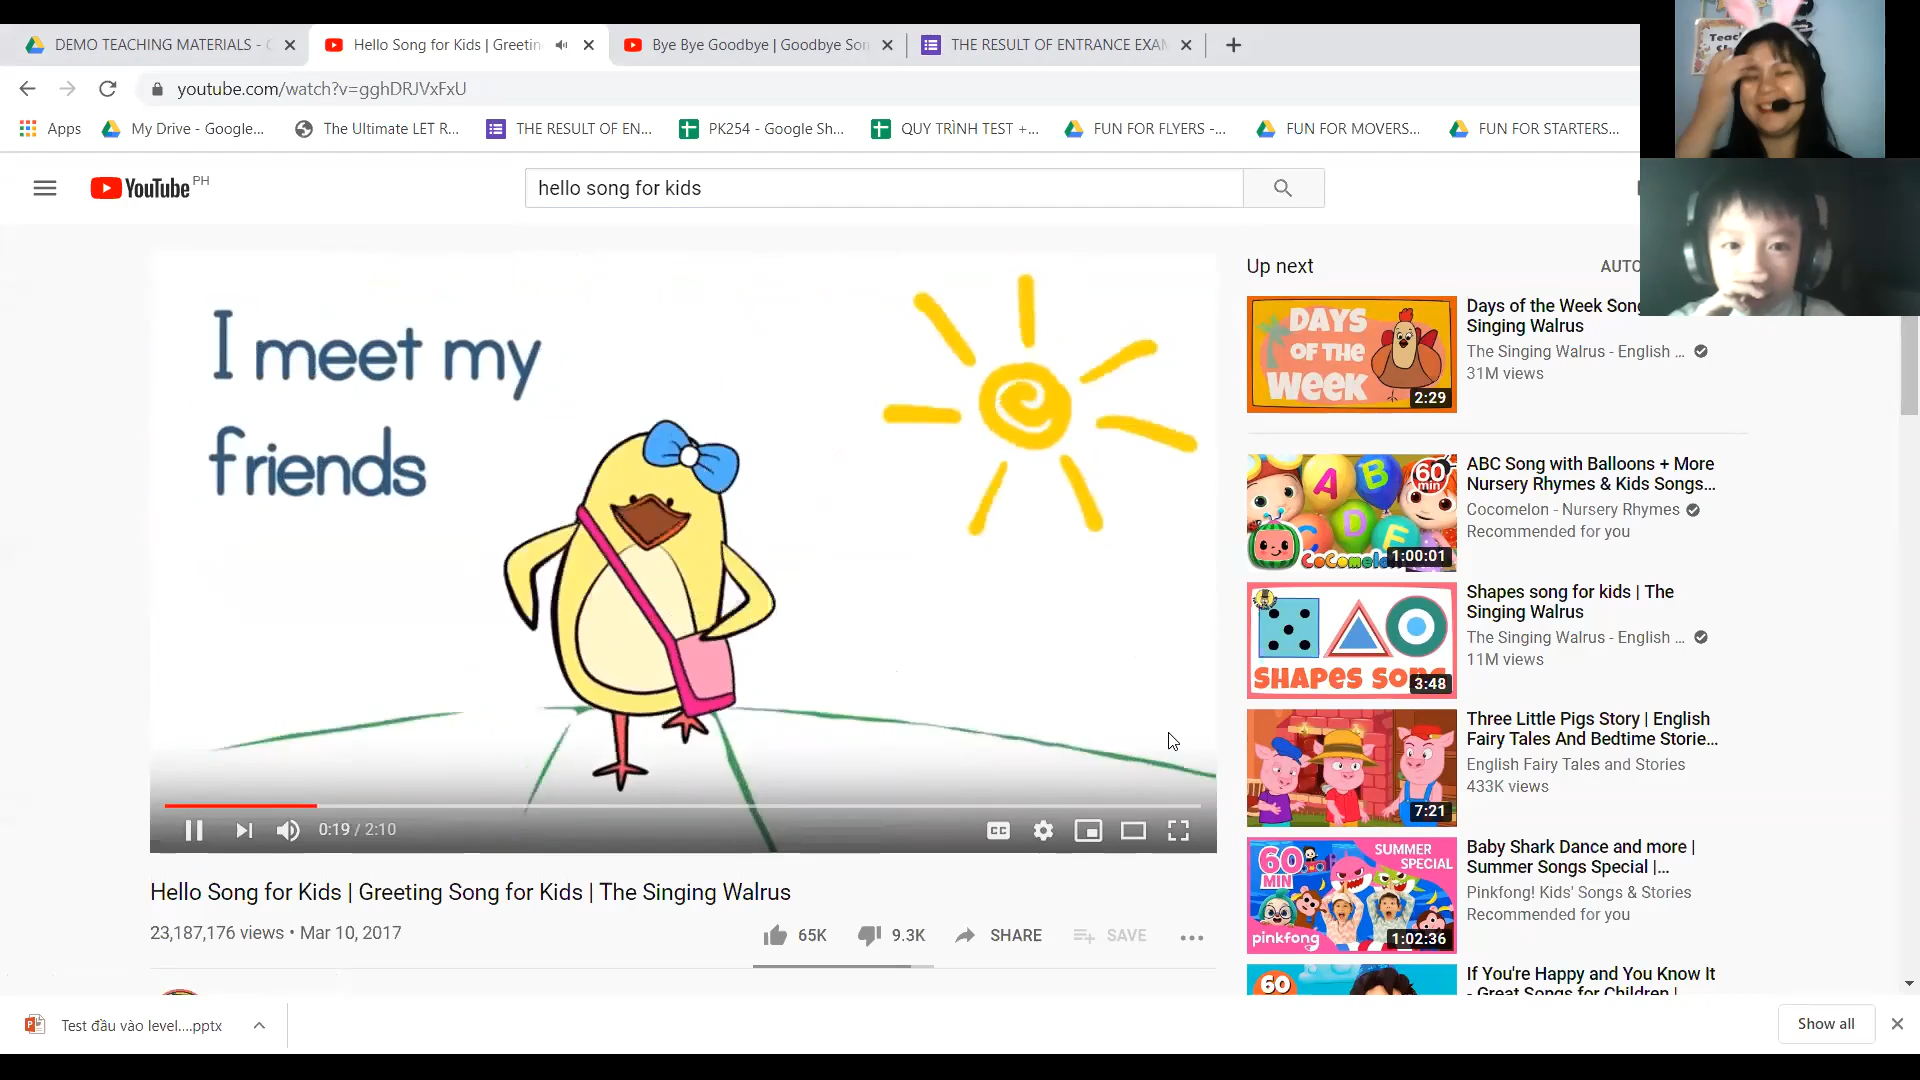 DEMO TEACHING MATERIALS -
Hello Song for Kids | Greetin
Bye Bye Goodbye | Goodbye Son
THE RESULT OF ENTRANCE EXAM
youtube.com/watch?v=gghDRJVxFxU
Apps
My Drive - Google...
The Ultimate LET R...
THE RESULT OF EN...
PK254 - Google Sh...
QUY TRÌNH TEST +...
FUN FOR FLYERS -...
FUN FOR MOVERS...
FUN FOR STARTERS...
YouTube PH
hello song for kids
I meet my
friends
0:19 / 2:10
CC
Hello Song for Kids | Greeting Song for Kids | The Singing Walrus
23,187,176 views • Mar 10, 2017
65K
9.3K
SHARE
SAVE
Up next
AUTO
DAYS
OF THE
WEEK
2:29
Days of the Week Song
Singing Walrus
The Singing Walrus - English ...
31M views
A B C D E
60
min
CoComel
1:00:01
ABC Song with Balloons + More
Nursery Rhymes & Kids Songs...
Cocomelon - Nursery Rhymes
Recommended for you
SHAPES SONG
3:48
Shapes song for kids | The
Singing Walrus
The Singing Walrus - English ...
11M views
7:21
Three Little Pigs Story | English
Fairy Tales And Bedtime Storie...
English Fairy Tales and Stories
433K views
60
MIN
SUMMER
SPECIAL
pinkfong
1:02:36
Baby Shark Dance and more |
Summer Songs Special |...
Pinkfong! Kids' Songs & Stories
Recommended for you
60
If You're Happy and You Know It
- Great Songs for Children |
Test đầu vào level....pptx
Show all